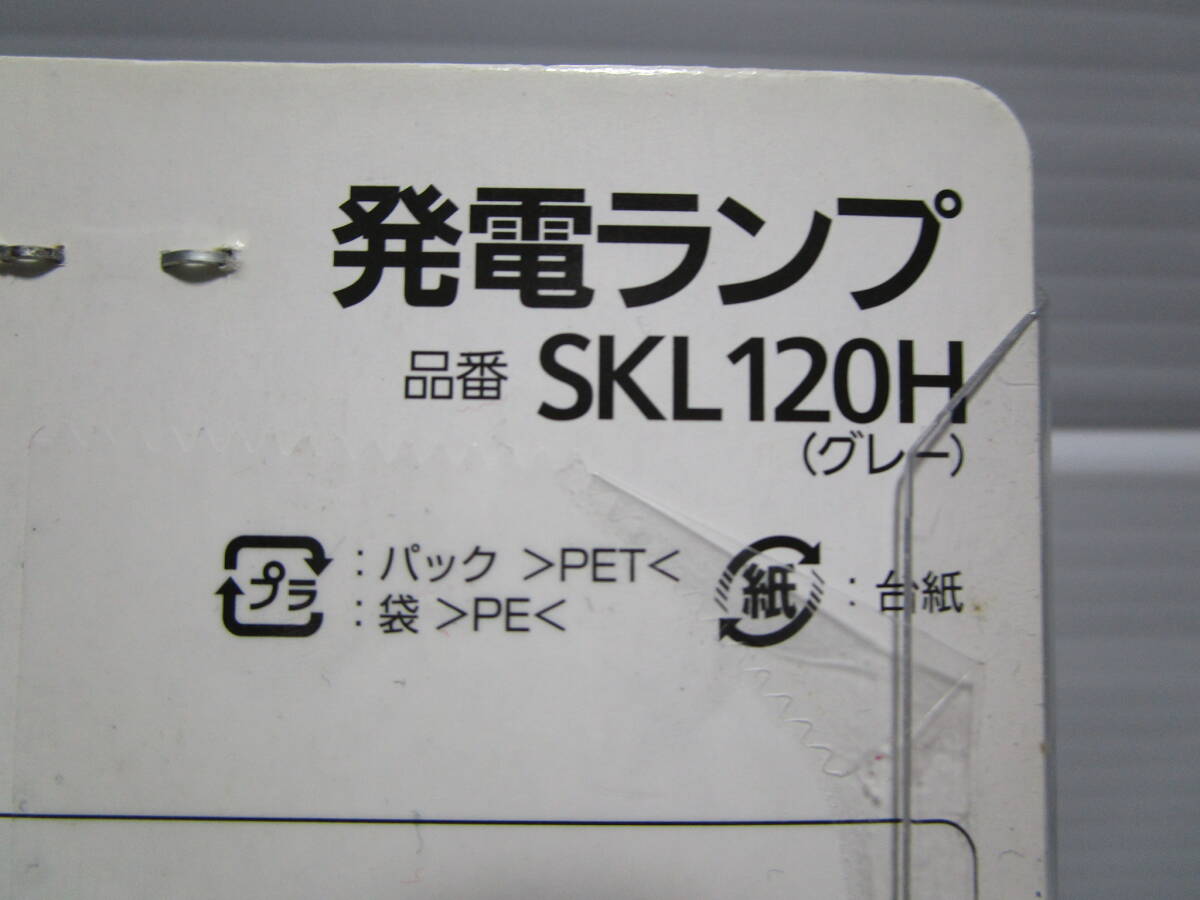 発電ランプ
品番 SKL120H
(グレー)
プラ :パック >PET<
:袋 >PE<
紙 :台紙